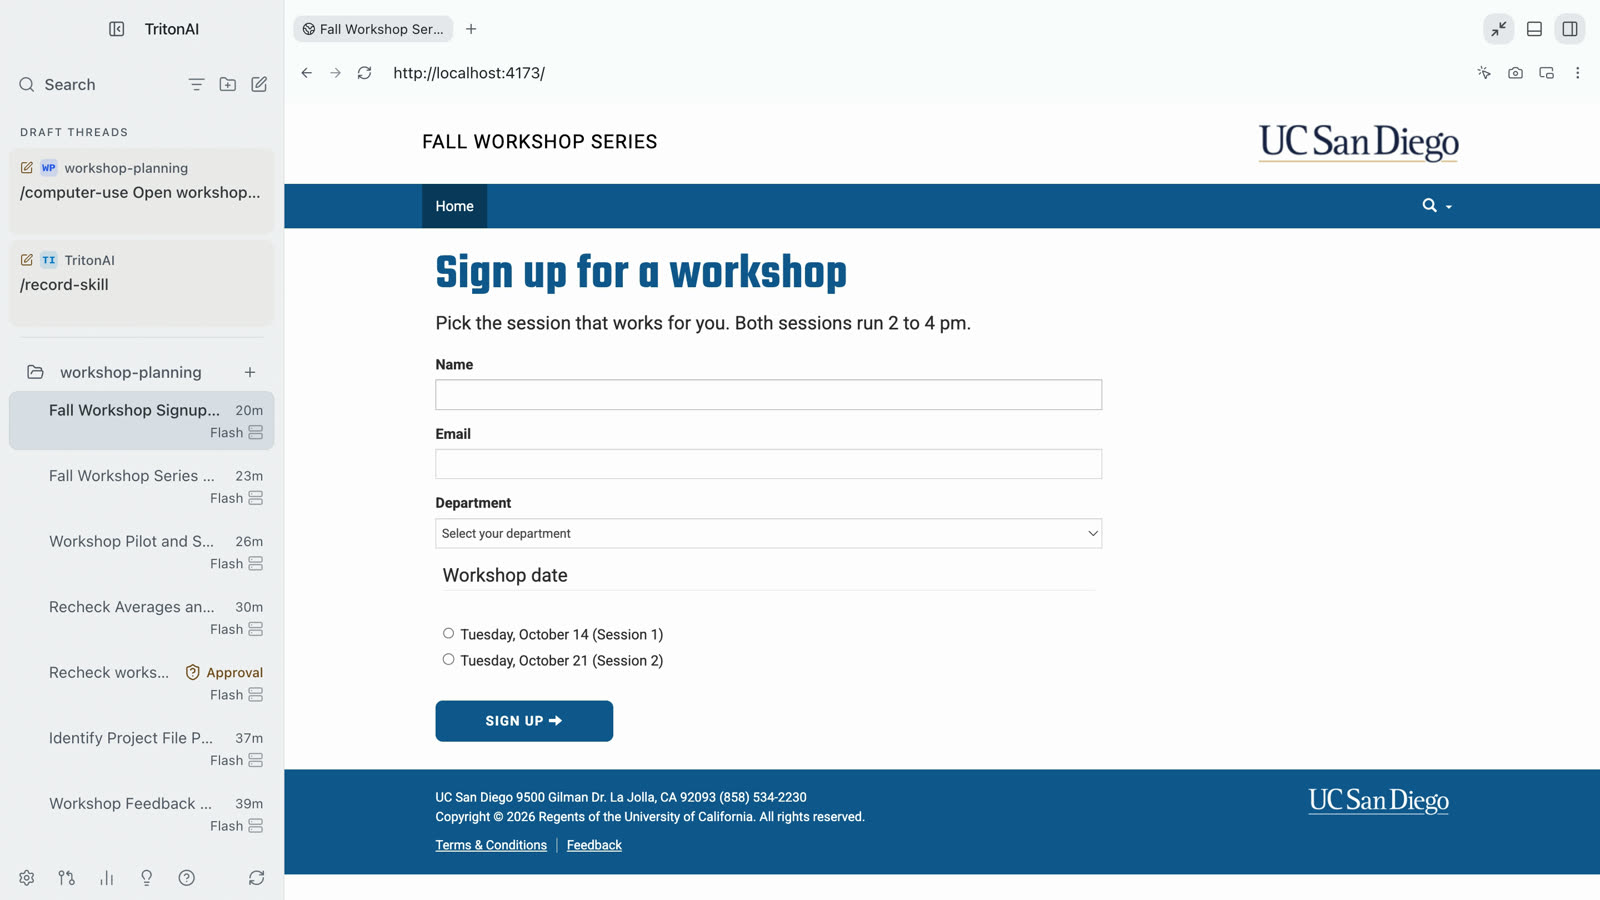 TritonAI
Search
DRAFT THREADS
WP workshop-planning
/computer-use Open workshop...
TI TritonAI
/record-skill
workshop-planning
Fall Workshop Signup... 20m
Flash
Fall Workshop Series ... 23m
Flash
Workshop Pilot and S... 26m
Flash
Recheck Averages an... 30m
Flash
Recheck works... Approval
Flash
Identify Project File P... 37m
Flash
Workshop Feedback ... 39m
Flash
Fall Workshop Ser...
http://localhost:4173/
FALL WORKSHOP SERIES
UC San Diego
Home
Sign up for a workshop
Pick the session that works for you. Both sessions run 2 to 4 pm.
Name
Email
Department
Select your department
Workshop date
Tuesday, October 14 (Session 1)
Tuesday, October 21 (Session 2)
SIGN UP
UC San Diego 9500 Gilman Dr. La Jolla, CA 92093 (858) 534-2230
Copyright © 2026 Regents of the University of California. All rights reserved.
Terms & Conditions | Feedback
UC San Diego